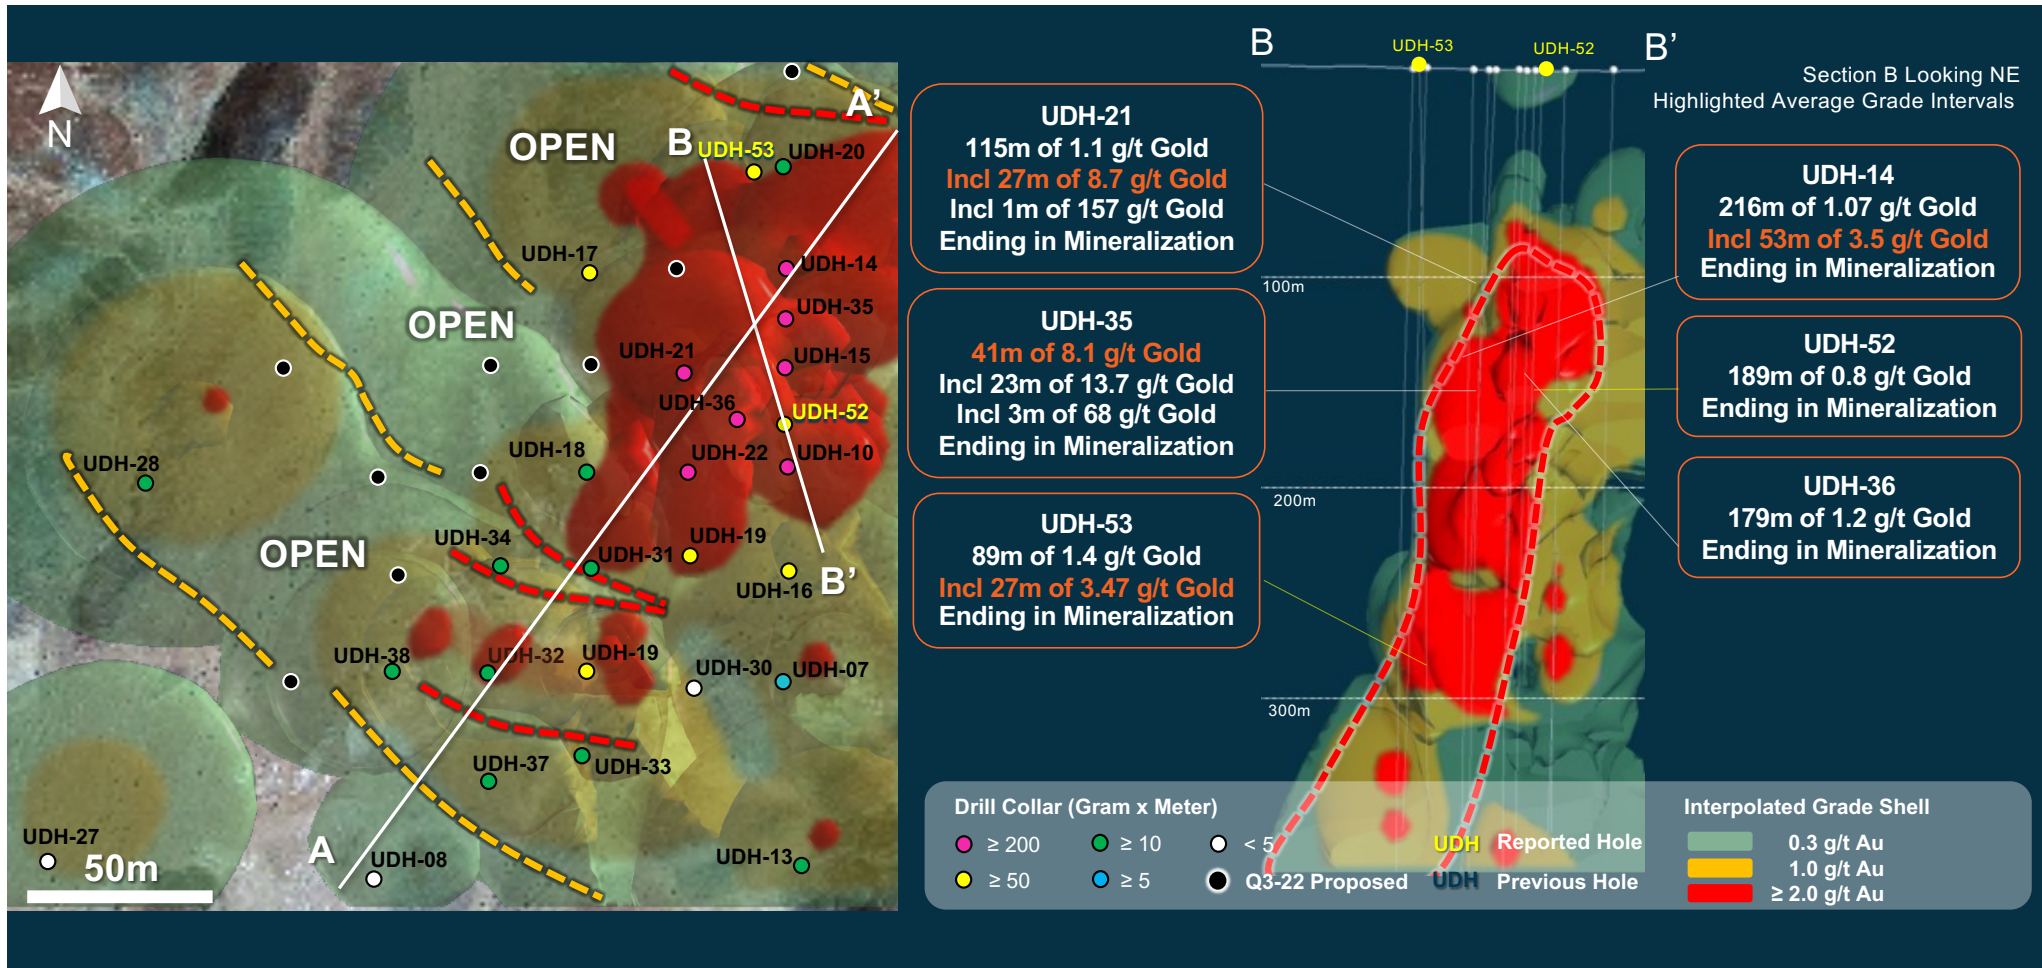 N
OPEN
A'
B
UDH-53
UDH-20
UDH-17
UDH-14
OPEN
UDH-35
UDH-21
UDH-15
UDH-36
UDH-52
UDH-28
UDH-18
UDH-22
UDH-10
UDH-34
OPEN
UDH-31
UDH-19
UDH-16
B'
UDH-38
UDH-32
UDH-19
UDH-30
UDH-07
UDH-37
UDH-33
UDH-27
50m
A
UDH-08
UDH-13
UDH-21
115m of 1.1 g/t Gold
Incl 27m of 8.7 g/t Gold
Incl 1m of 157 g/t Gold
Ending in Mineralization
UDH-35
41m of 8.1 g/t Gold
Incl 23m of 13.7 g/t Gold
Incl 3m of 68 g/t Gold
Ending in Mineralization
UDH-53
89m of 1.4 g/t Gold
Incl 27m of 3.47 g/t Gold
Ending in Mineralization
B
UDH-53
UDH-52
B’
Section B Looking NE
Highlighted Average Grade Intervals
100m
200m
300m
UDH-14
216m of 1.07 g/t Gold
Incl 53m of 3.5 g/t Gold
Ending in Mineralization
UDH-52
189m of 0.8 g/t Gold
Ending in Mineralization
UDH-36
179m of 1.2 g/t Gold
Ending in Mineralization
Drill Collar (Gram x Meter)
≥ 200
≥ 10
< 5
UDH Reported Hole
≥ 50
≥ 5
Q3-22 Proposed
UDH Previous Hole
Interpolated Grade Shell
0.3 g/t Au
1.0 g/t Au
≥ 2.0 g/t Au